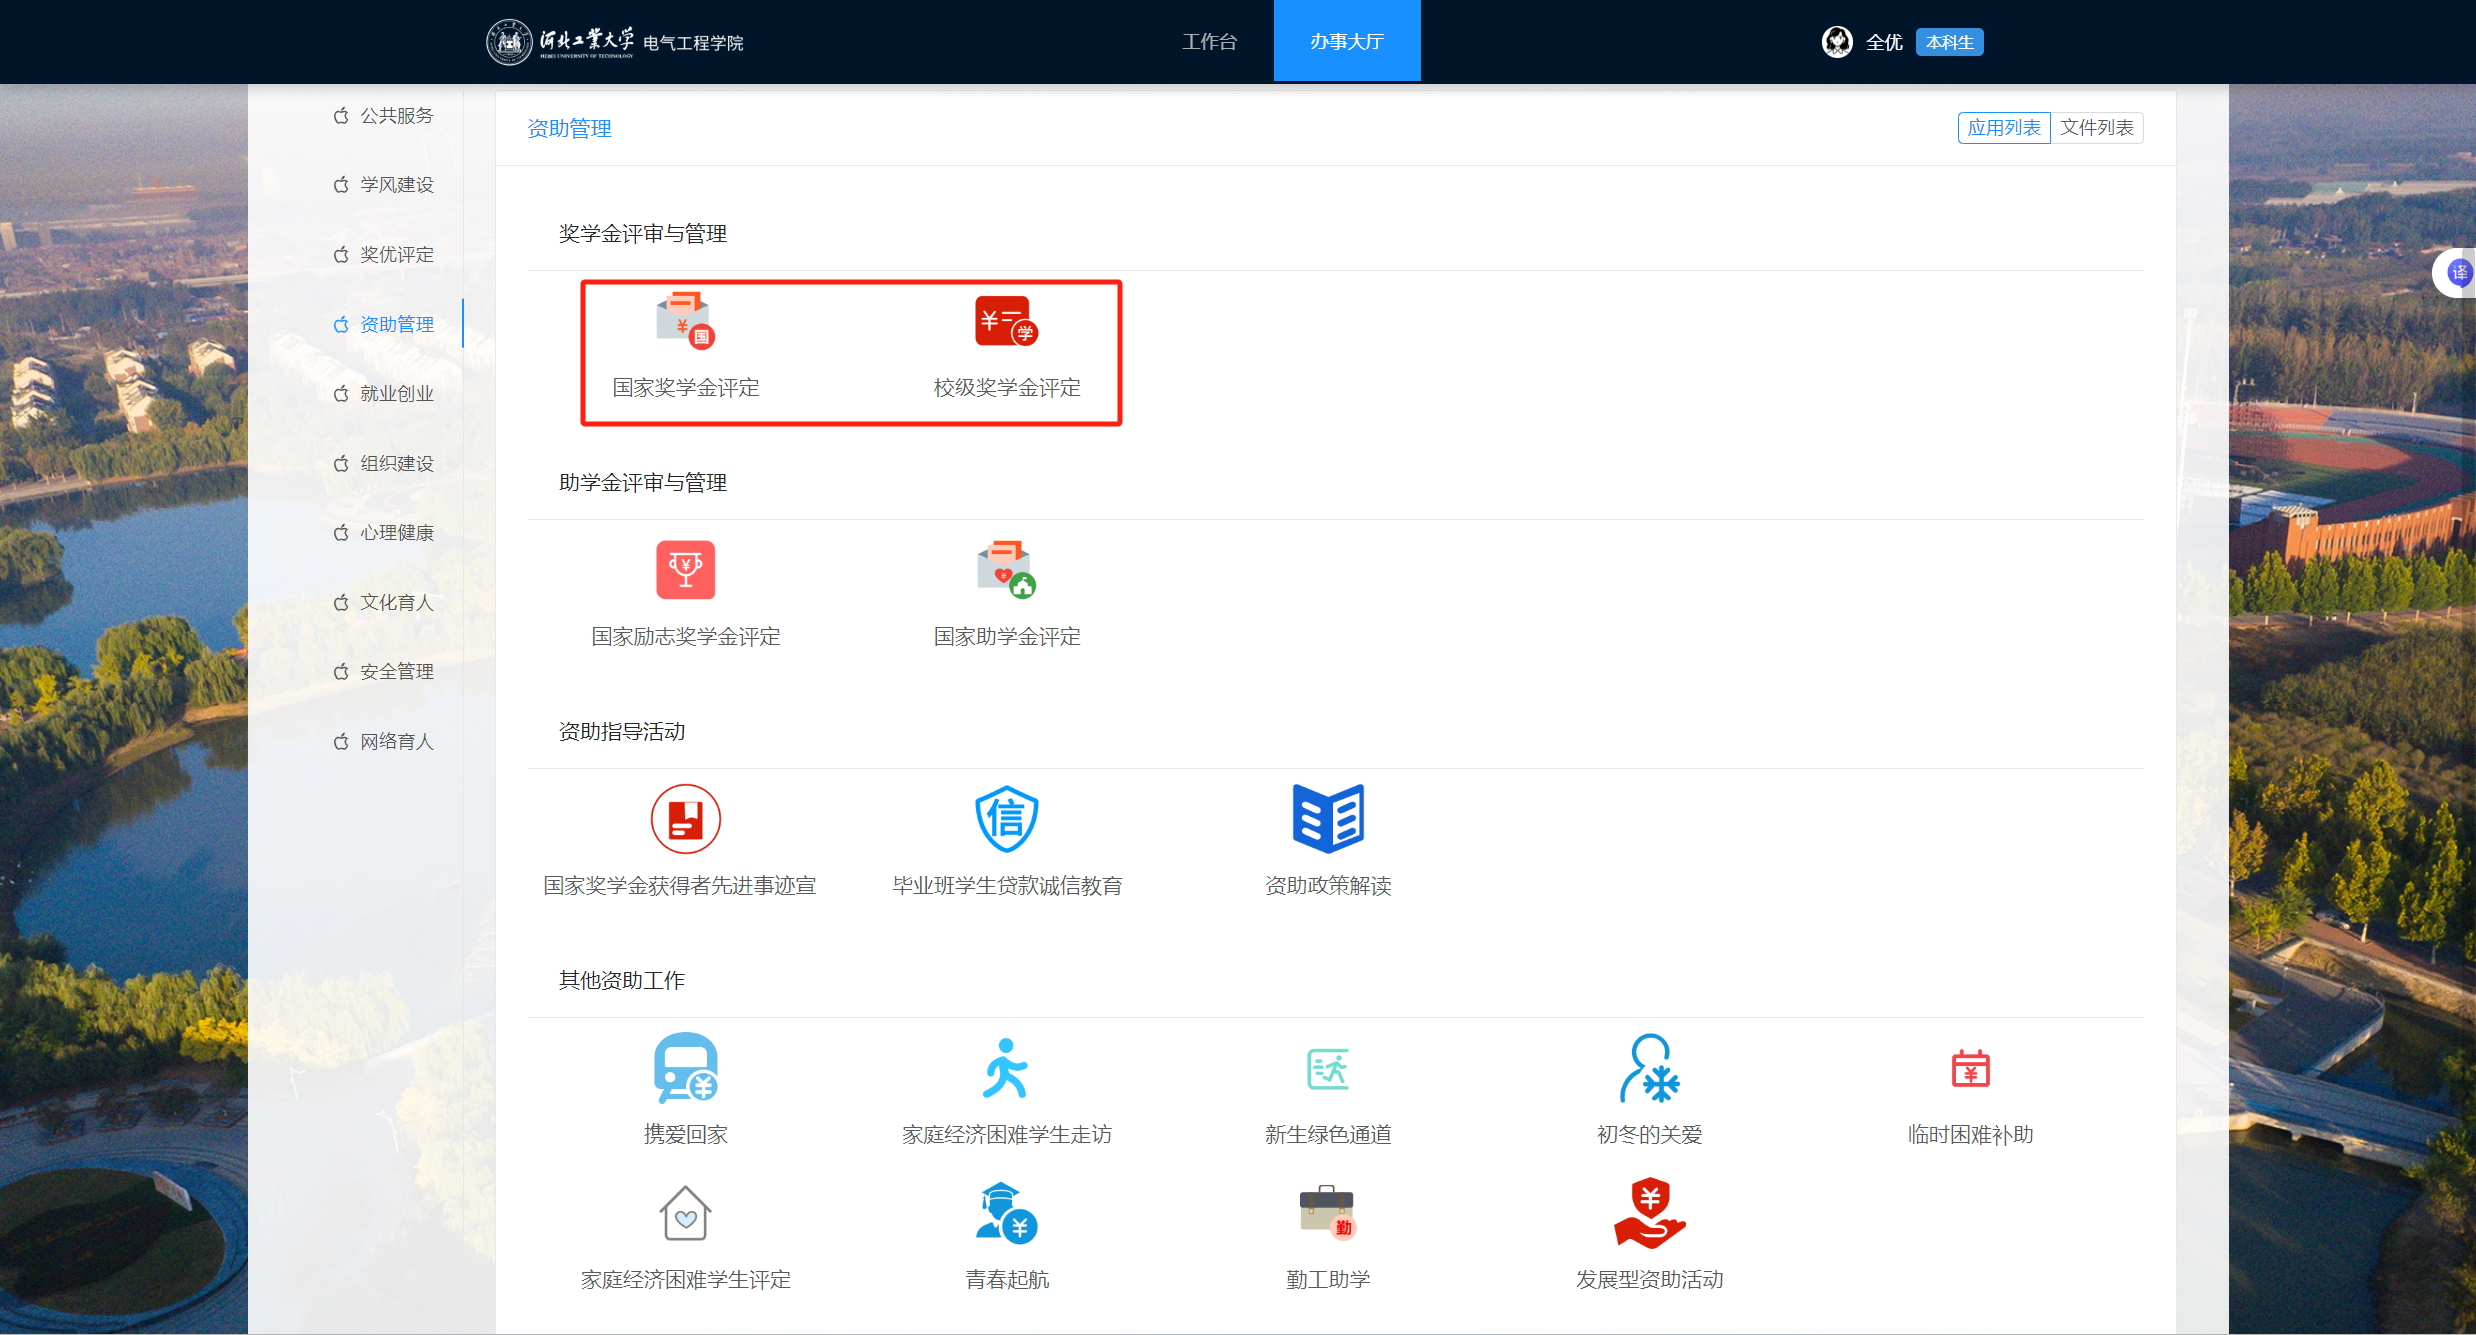 河北工業大学 电气工程学院
HEBEI UNIVERSITY OF TECHNOLOGY
工作台
办事大厅
全优 本科生
公共服务
学风建设
奖优评定
资助管理
就业创业
组织建设
心理健康
文化育人
安全管理
网络育人
资助管理
应用列表 文件列表
译
奖学金评审与管理
¥ 国
¥ 学
国家奖学金评定 校级奖学金评定
助学金评审与管理
¥
¥
国家励志奖学金评定 国家助学金评定
资助指导活动
信
国家奖学金获得者先进事迹宣 毕业班学生贷款诚信教育 资助政策解读
其他资助工作
¥
¥
携爱回家 家庭经济困难学生走访 新生绿色通道 初冬的关爱 临时困难补助
¥
勤
¥
家庭经济困难学生评定 青春起航 勤工助学 发展型资助活动